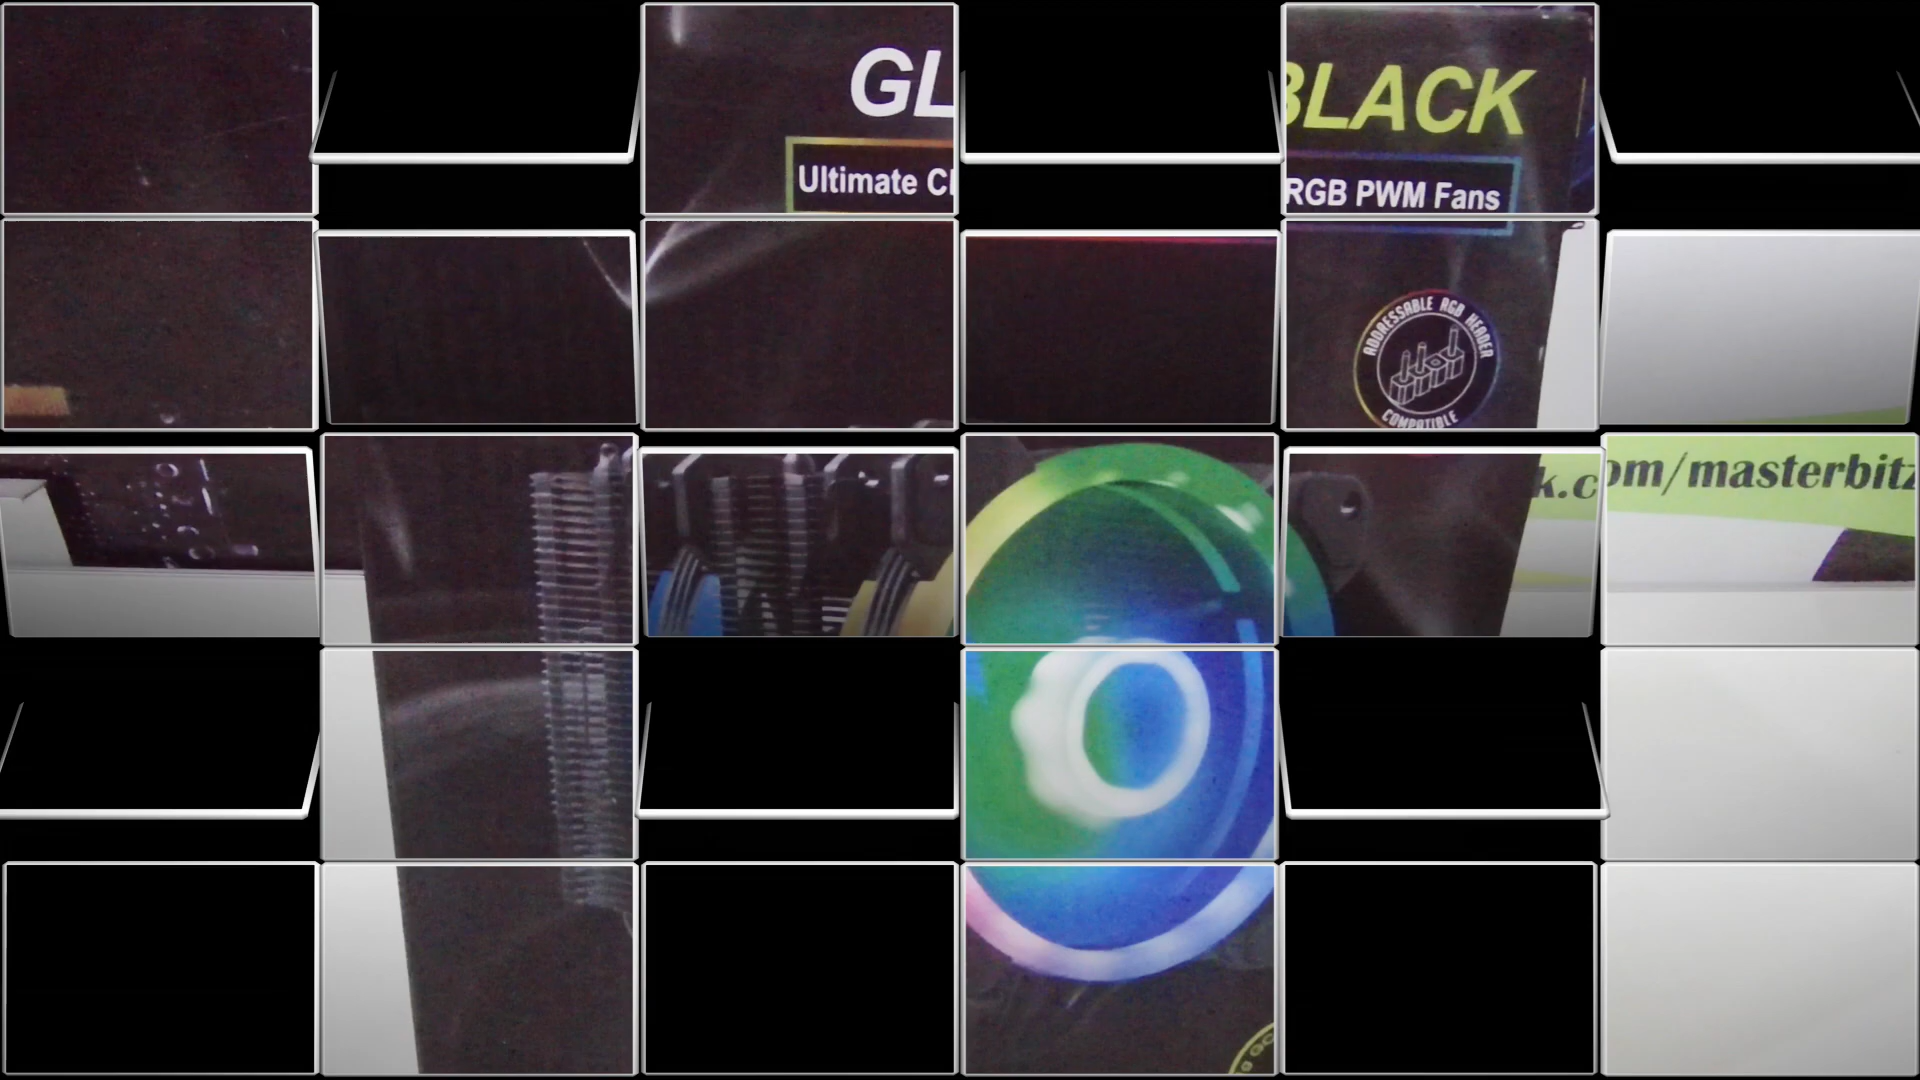 GL
BLACK
Ultimate C
RGB PWM Fans
ADDRESSABLE RGB HEADER
COMPATIBLE
k.com/masterbitz